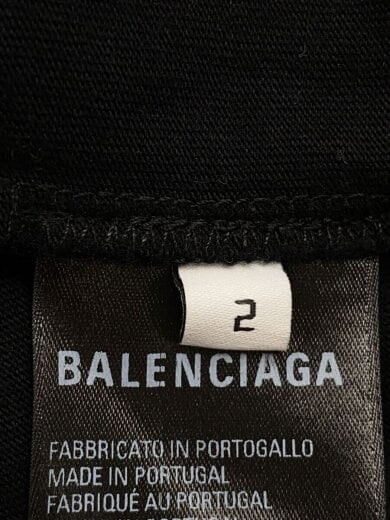 2
BALENCIAGA
FABBRICATO IN PORTOGALLO
MADE IN PORTUGAL
FABRIQUÉ AU PORTUGAL